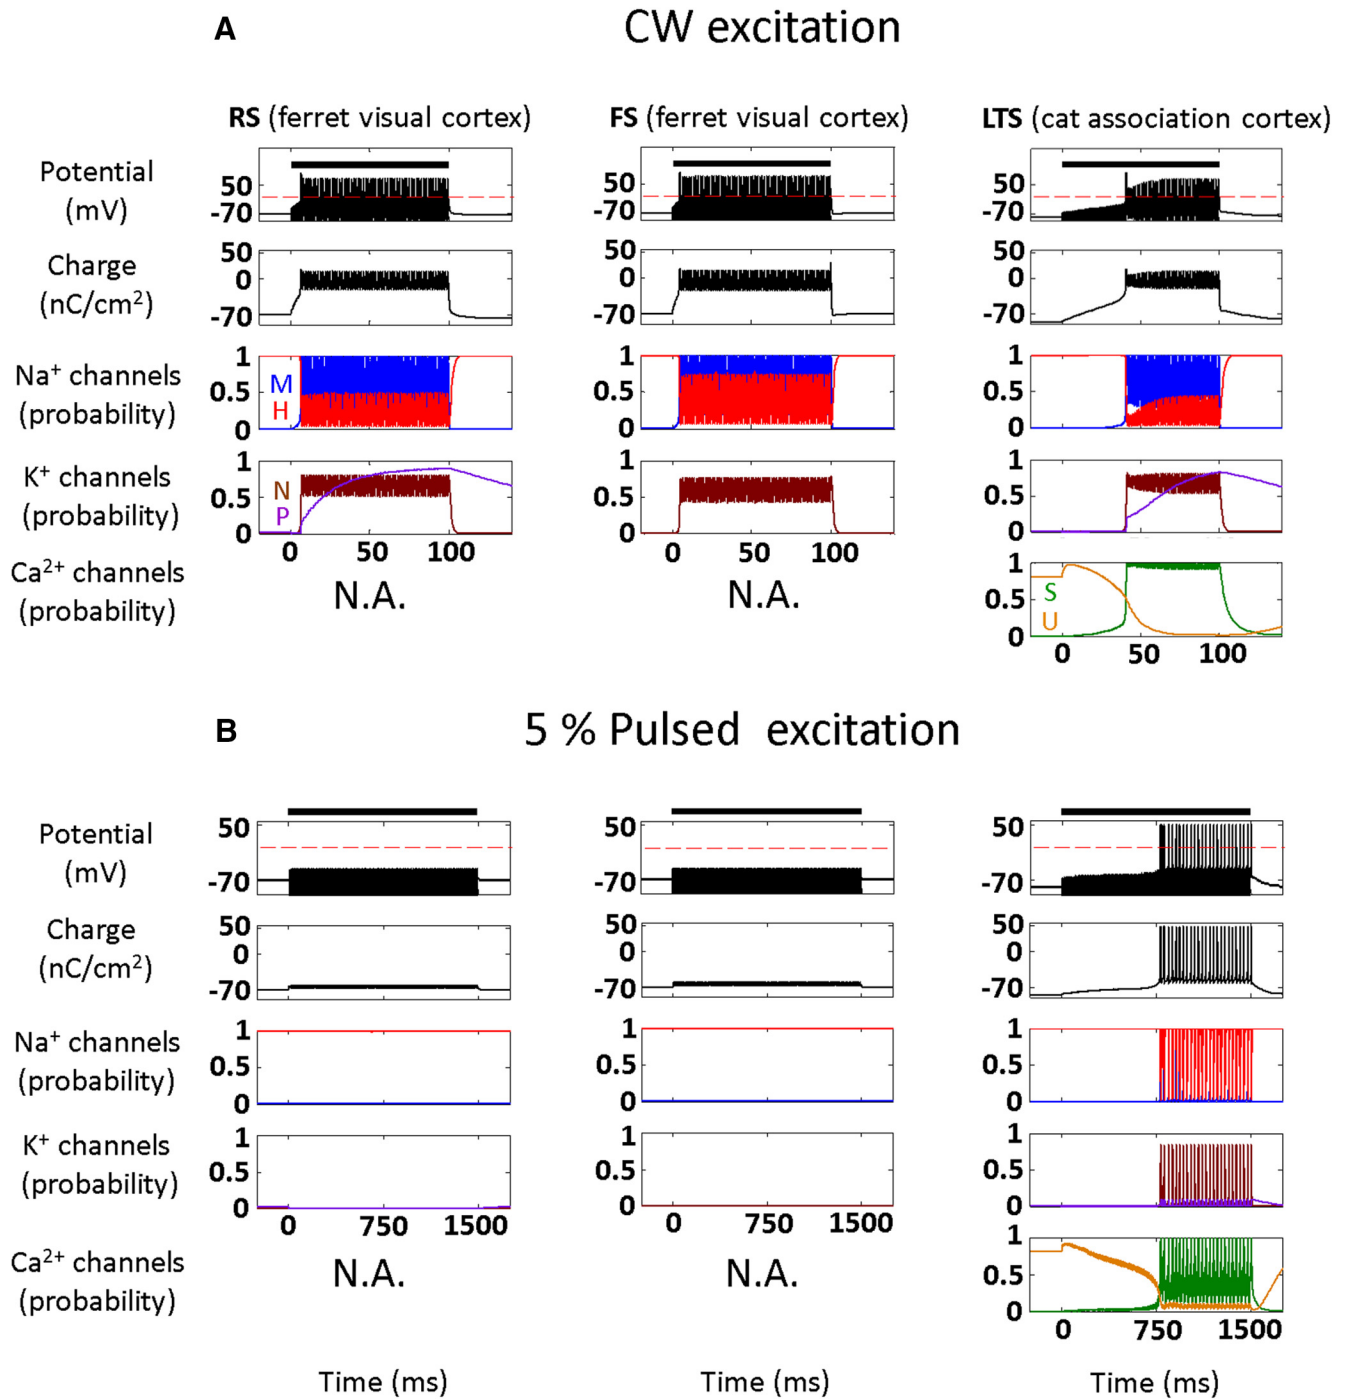 A
CW excitation
RS (ferret visual cortex)
FS (ferret visual cortex)
LTS (cat association cortex)
Potential
(mV)
50
-70
50
-70
50
-70
Charge
(nC/cm2)
50
0
-70
50
0
-70
50
0
-70
Na+ channels
(probability)
1
0.5
0
M
H
1
0.5
0
1
0.5
0
K+ channels
(probability)
1
0.5
0
N
P
0 50 100
1
0.5
0
0 50 100
1
0.5
0
Ca2+ channels
(probability)
N.A.
N.A.
1
0.5
0
S
U
0 50 100
B
5 % Pulsed excitation
Potential
(mV)
50
-70
50
-70
50
-70
Charge
(nC/cm2)
50
0
-70
50
0
-70
50
0
-70
Na+ channels
(probability)
1
0.5
0
1
0.5
0
1
0.5
0
K+ channels
(probability)
1
0.5
0
0 750 1500
1
0.5
0
0 750 1500
1
0.5
0
Ca2+ channels
(probability)
N.A.
N.A.
1
0.5
0
0 750 1500
Time (ms)
Time (ms)
Time (ms)